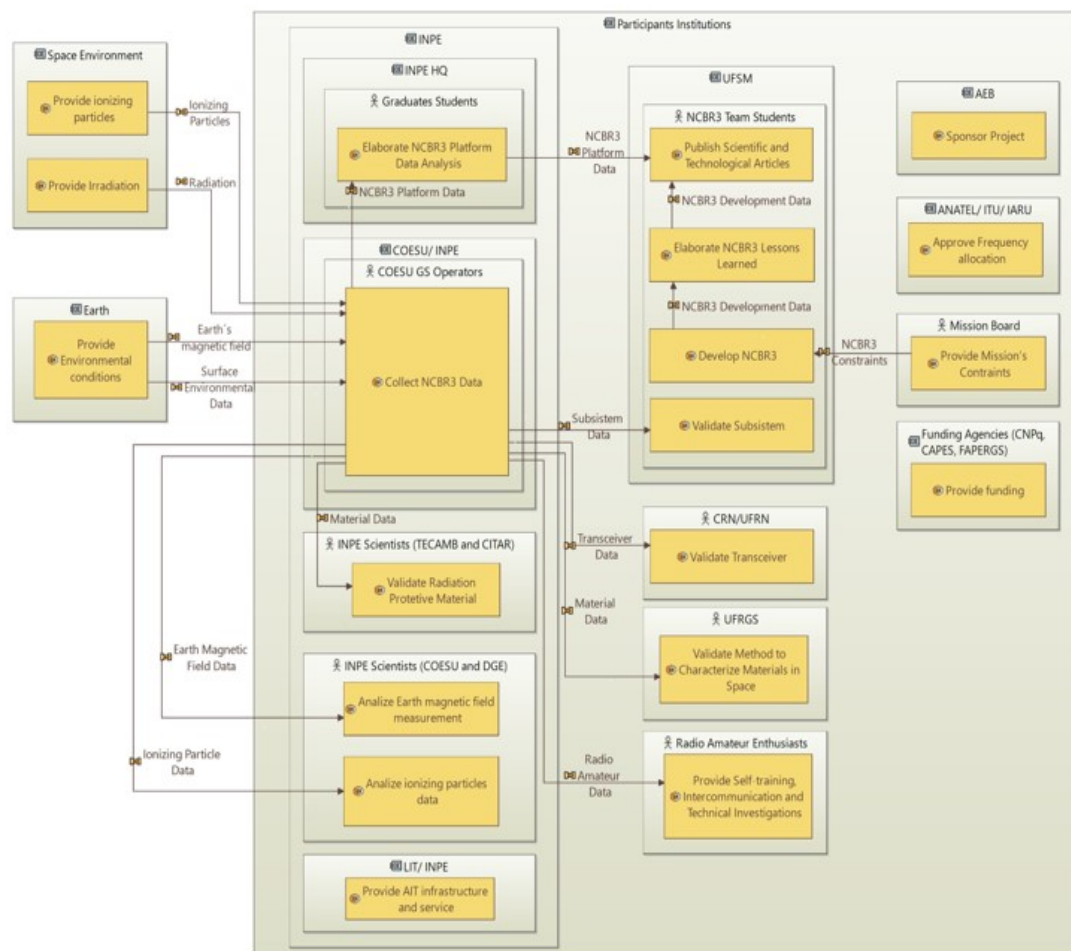 Participants Institutions
Space Environment
Provide ionizing
particles
Provide Irradiation
Ionizing
Particles
Radiation
Earth
Provide
Environmental
conditions
Earth´s
magnetic field
Surface
Environmental
Data
INPE
INPE HQ
Graduates Students
Elaborate NCBR3 Platform
Data Analysis
NCBR3 Platform Data
COESU/ INPE
COESU GS Operators
Collect NCBR3 Data
Material Data
INPE Scientists (TECAMB and CITAR)
Validate Radiation
Protetive Material
Earth Magnetic
Field Data
INPE Scientists (COESU and DGE)
Analize Earth magnetic field
measurement
Ionizing Particle
Data
Analize ionizing particles
data
LIT/ INPE
Provide AIT infrastructure
and service
NCBR3
Platform
Data
UFSM
NCBR3 Team Students
Publish Scientific and
Technological Articles
NCBR3 Development Data
Elaborate NCBR3 Lessons
Learned
NCBR3 Development Data
Develop NCBR3
NCBR3
Constraints
Subsistem
Data
Validate Subsistem
CRN/UFRN
Transceiver
Data
Validate Transceiver
Material
Data
UFRGS
Validate Method to
Characterize Materials in
Space
Radio
Amateur
Data
Radio Amateur Enthusiasts
Provide Self-training,
Intercommunication and
Technical Investigations
AEB
Sponsor Project
ANATEL/ ITU/ IARU
Approve Frequency
allocation
Mission Board
Provide Mission's
Contraints
Funding Agencies (CNPq,
CAPES, FAPERGS)
Provide funding